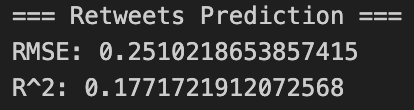 === Retweets Prediction ===
RMSE: 0.2510218653857415
R^2: 0.1771721912072568